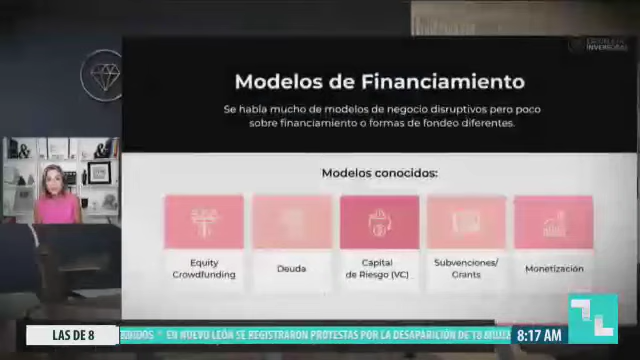 Modelos de Financiamiento
Se habla mucho de modelos de negocio disruptivos pero poco
sobre financiamiento o formas de fondeo diferentes.
Modelos conocidos:
Equity
Crowdfunding
Deuda
Capital
de Riesgo (VC)
Subvenciones/
Grants
Monetización
LAS DE 8
EN NUEVO LEÓN SE REGISTRARON PROTESTAS POR LA DESAPARICIÓN DE
8:17 AM